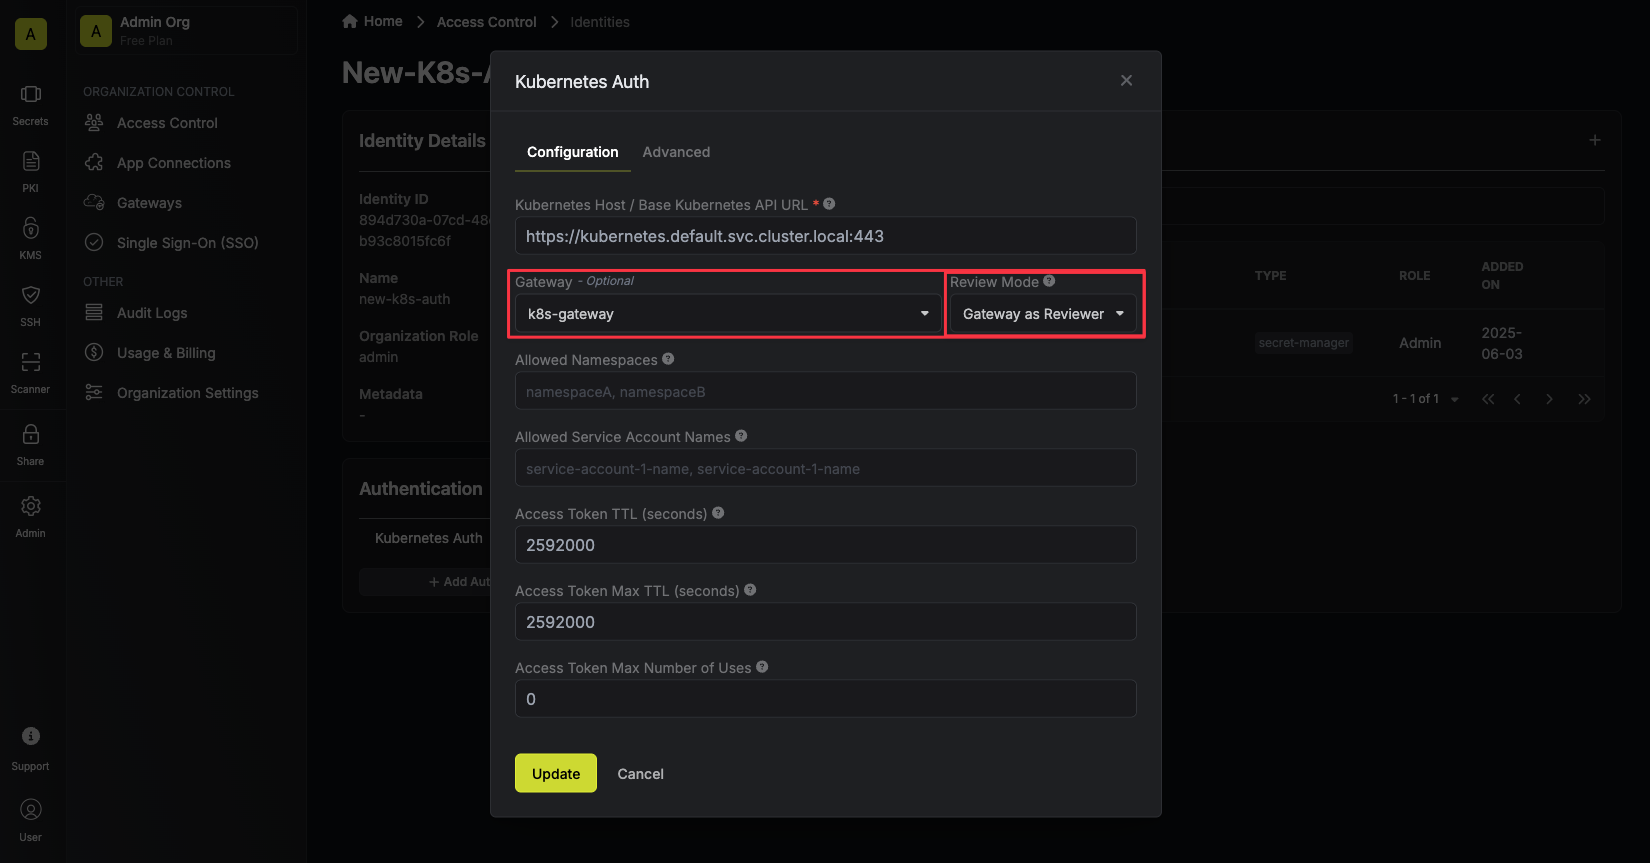 A
Secrets
PKI
KMS
SSH
Scanner
Share
Admin
Support
User
A
Admin Org
Free Plan
ORGANIZATION CONTROL
Access Control
App Connections
Gateways
Single Sign-On (SSO)
OTHER
Audit Logs
Usage & Billing
Organization Settings
Home
Access Control
Identities
New-K8s-A
Identity Details
Identity ID
894d730a-07cd-48
b93c8015fc6f
Name
new-k8s-auth
Organization Role
admin
Metadata
-
Authentication
Kubernetes Auth
+ Add Aut
Kubernetes Auth
Configuration
Advanced
Kubernetes Host / Base Kubernetes API URL *
https://kubernetes.default.svc.cluster.local:443
Gateway - Optional
Review Mode
k8s-gateway
Gateway as Reviewer
Allowed Namespaces
namespaceA, namespaceB
Allowed Service Account Names
service-account-1-name, service-account-1-name
Access Token TTL (seconds)
2592000
Access Token Max TTL (seconds)
2592000
Access Token Max Number of Uses
0
Update
Cancel
TYPE
ROLE
ADDED
ON
secret-manager
Admin
2025-
06-03
1 - 1 of 1